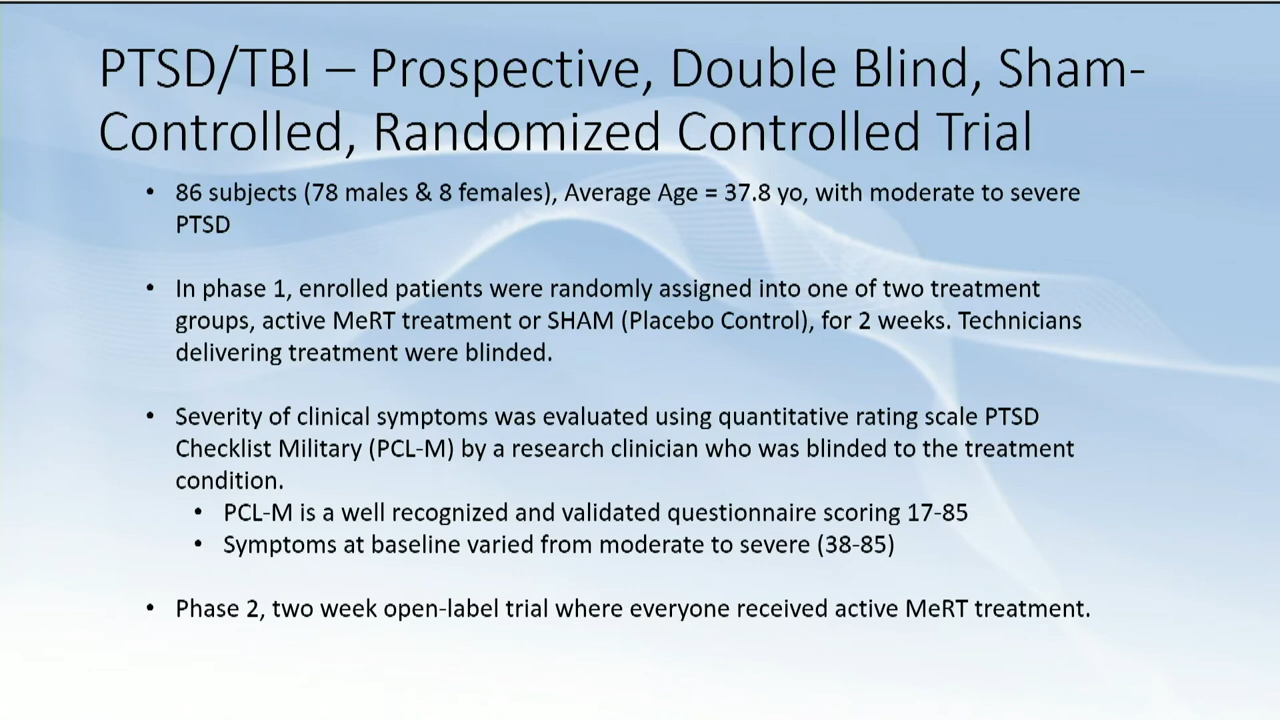 PTSD/TBI – Prospective, Double Blind, Sham-
Controlled, Randomized Controlled Trial
• 86 subjects (78 males & 8 females), Average Age = 37.8 yo, with moderate to severe
PTSD
• In phase 1, enrolled patients were randomly assigned into one of two treatment
groups, active MeRT treatment or SHAM (Placebo Control), for 2 weeks. Technicians
delivering treatment were blinded.
• Severity of clinical symptoms was evaluated using quantitative rating scale PTSD
Checklist Military (PCL-M) by a research clinician who was blinded to the treatment
condition.
• PCL-M is a well recognized and validated questionnaire scoring 17-85
• Symptoms at baseline varied from moderate to severe (38-85)
• Phase 2, two week open-label trial where everyone received active MeRT treatment.